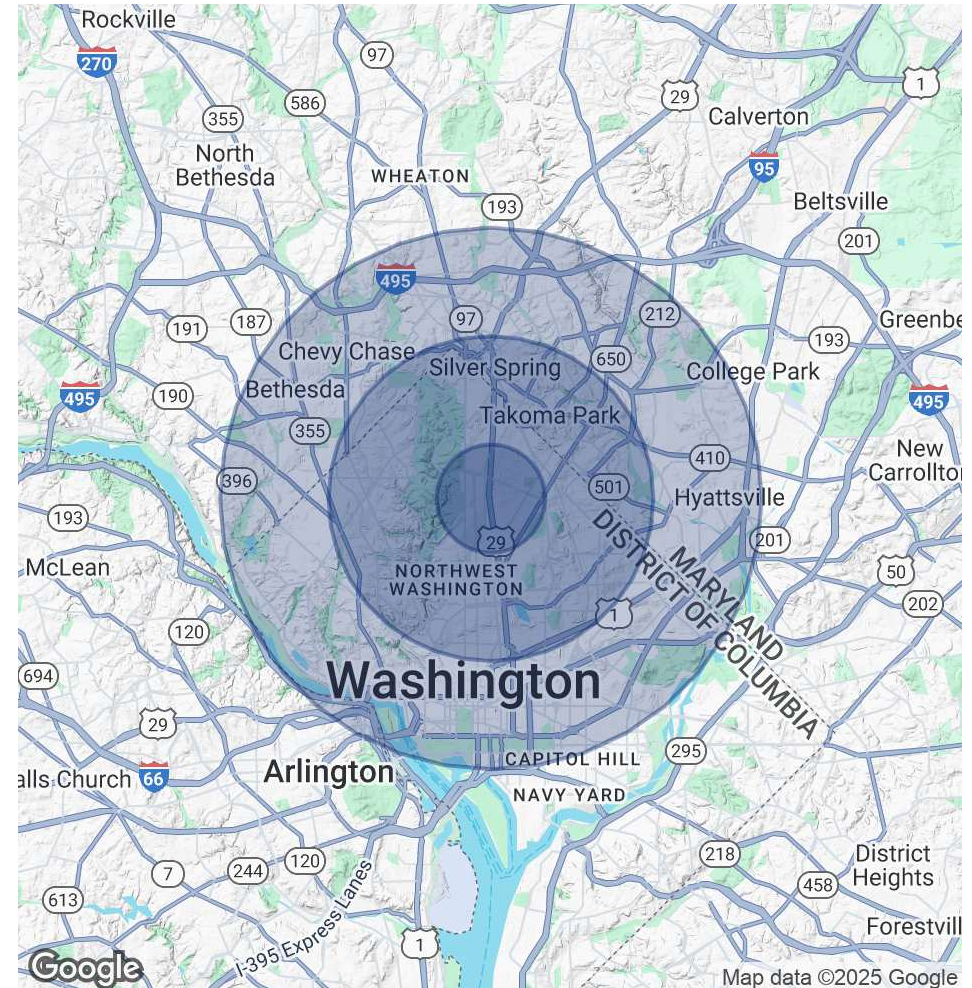 Rockville
270
97
586
29
1
355
Calverton
North
Bethesda
WHEATON
95
193
Beltsville
201
495
212
97
191
187
Greenbe
193
Chevy Chase
650
Silver Spring
College Park
Bethesda
495
190
495
Takoma Park
355
New
Carrollto
410
396
501
Hyattsville
193
29
201
DISTRICT OF COLUMBIA
MARYLAND
McLean
NORTHWEST
WASHINGTON
50
202
1
120
694
Washington
29
CAPITOL HILL
295
alls Church
66
Arlington
NAVY YARD
218
District
Heights
120
244
7
458
613
I-395 Express Lanes
Forestvill
1
Google
Map data ©2025 Google